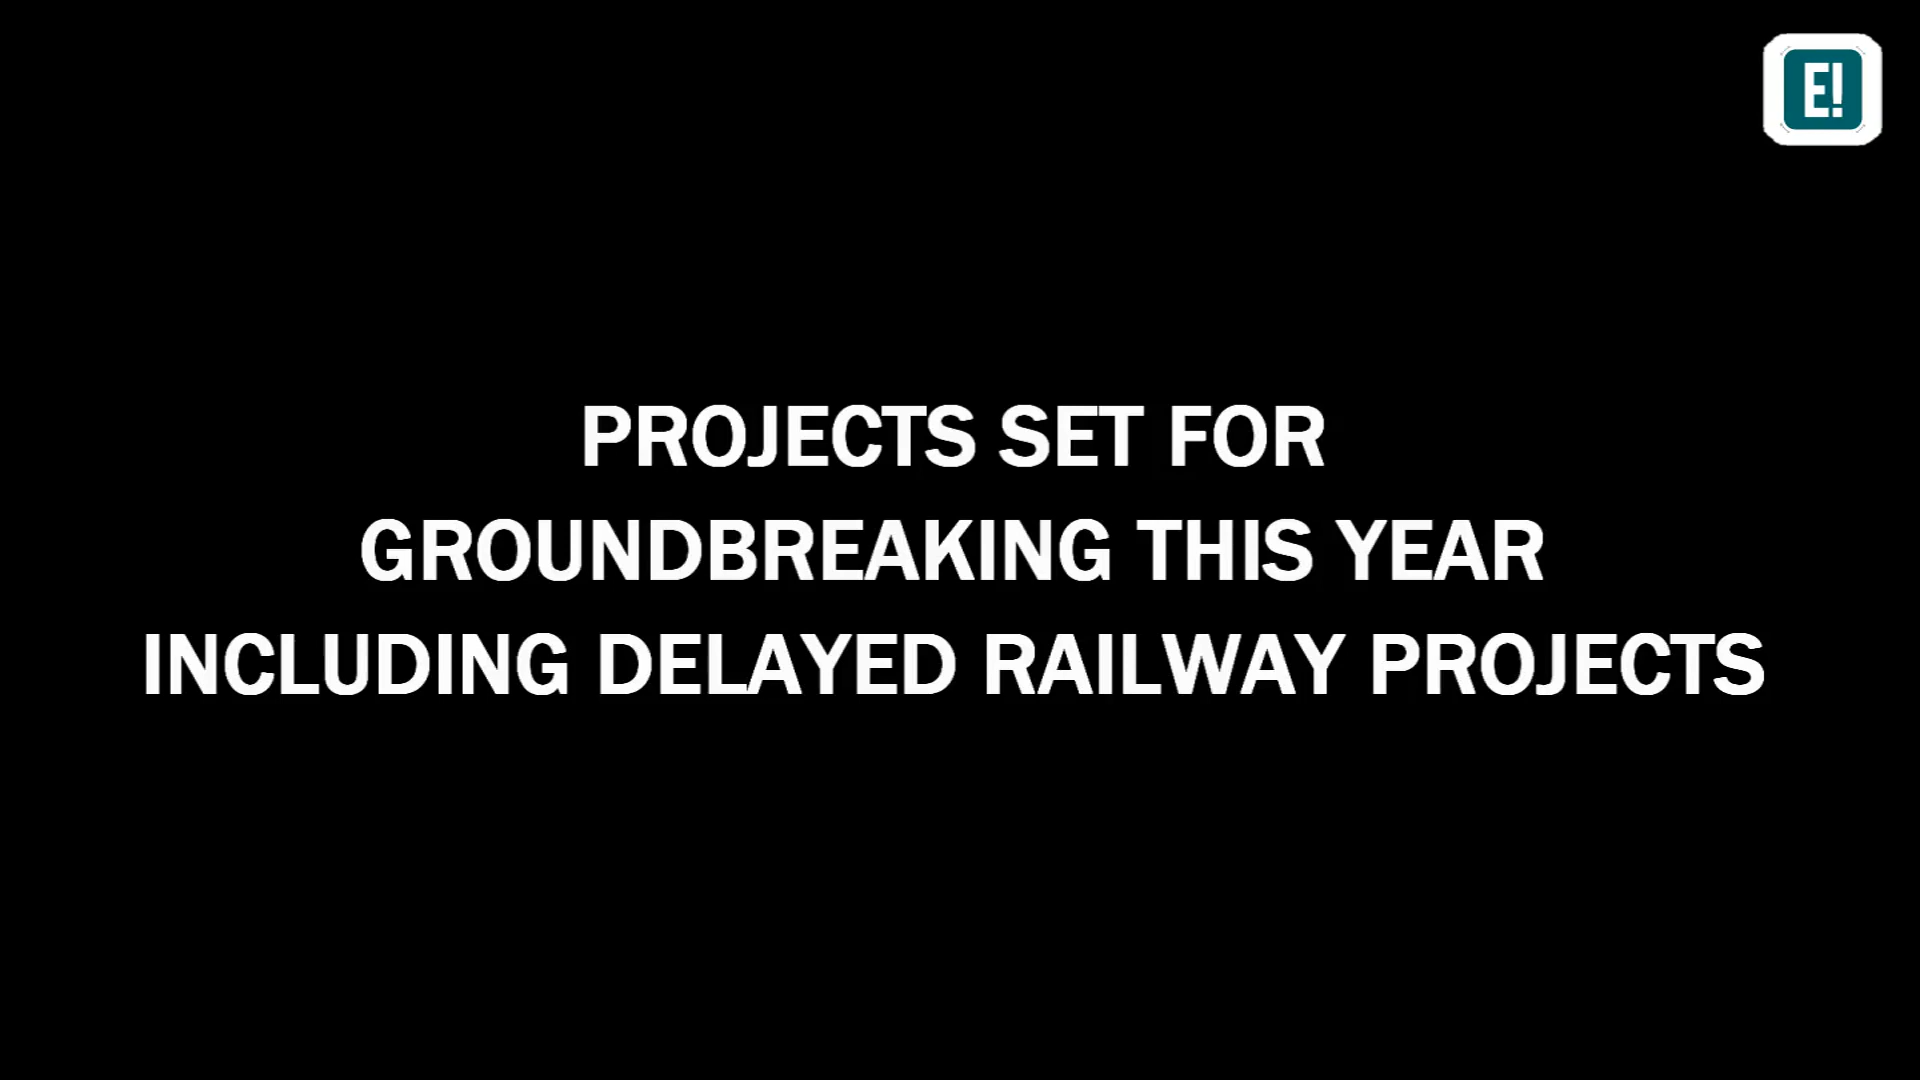 E!
PROJECTS SET FOR
GROUNDBREAKING THIS YEAR
INCLUDING DELAYED RAILWAY PROJECTS